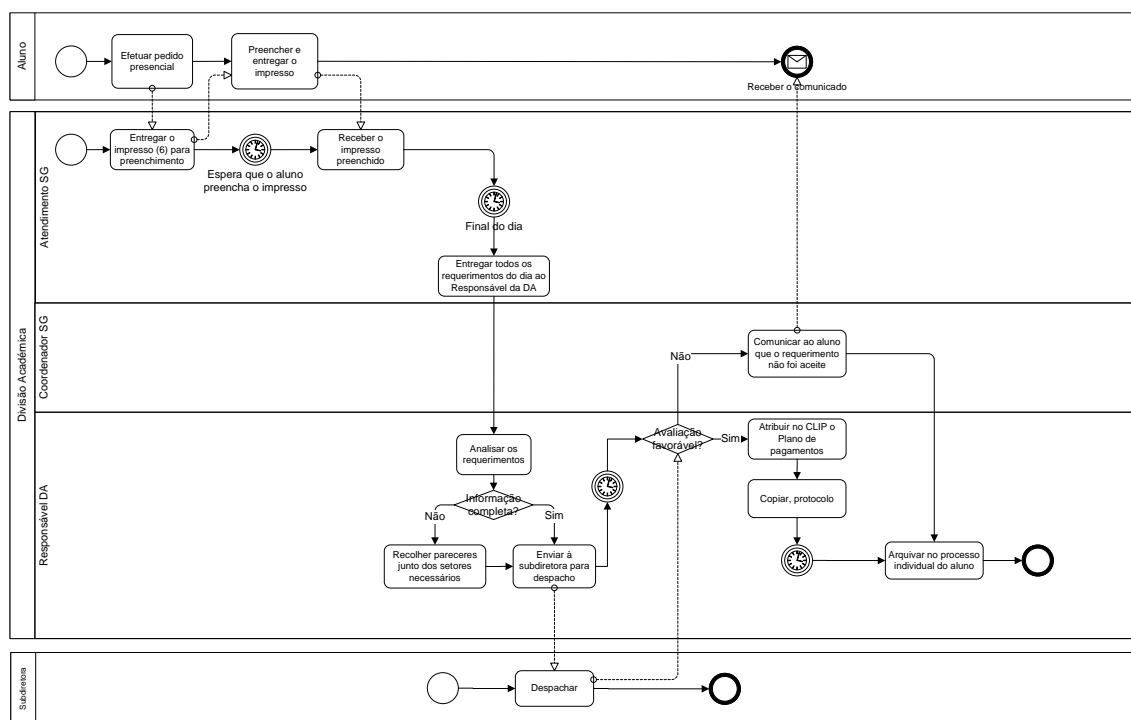 Aluno
Efetuar pedido
presencial
Preencher e
entregar o
impresso
Receber o comunicado
Divisão Académica
Atendimento SG
Entregar o
impresso (6) para
preenchimento
Espera que o aluno
preencha o impresso
Receber o
impresso
preenchido
Final do dia
Entregar todos os
requerimentos do dia ao
Responsável da DA
Coordenador SG
Não
Comunicar ao aluno
que o requerimento
não foi aceite
Responsável DA
Analisar os
requerimentos
Informação
completa?
Não
Sim
Recolher pareceres
junto dos setores
necessários
Enviar à
subdiretora para
despacho
Avaliação
favorável?
Sim
Atribuir no CLIP o
Plano de
pagamentos
Copiar, protocolo
Arquivar no processo
individual do aluno
Subdiretora
Despachar